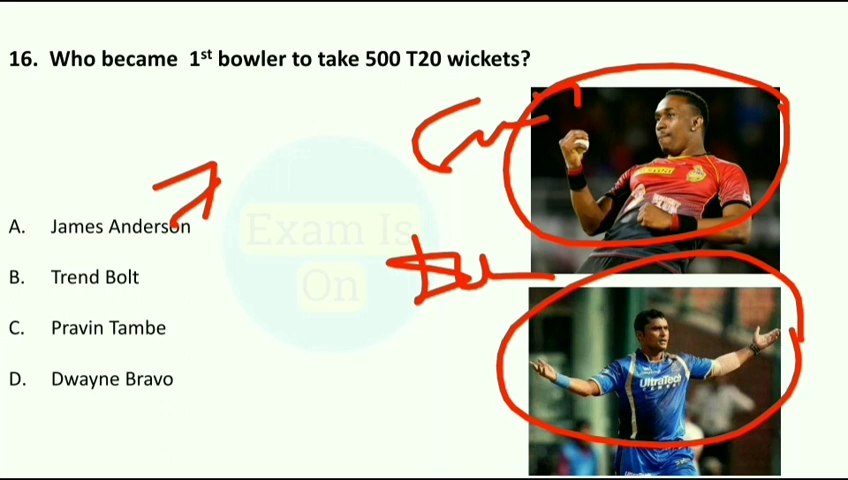 16. Who became 1st bowler to take 500 T20 wickets?
A. James Anderson
B. Trend Bolt
C. Pravin Tambe
D. Dwayne Bravo
Exam Is
On
UltraTech